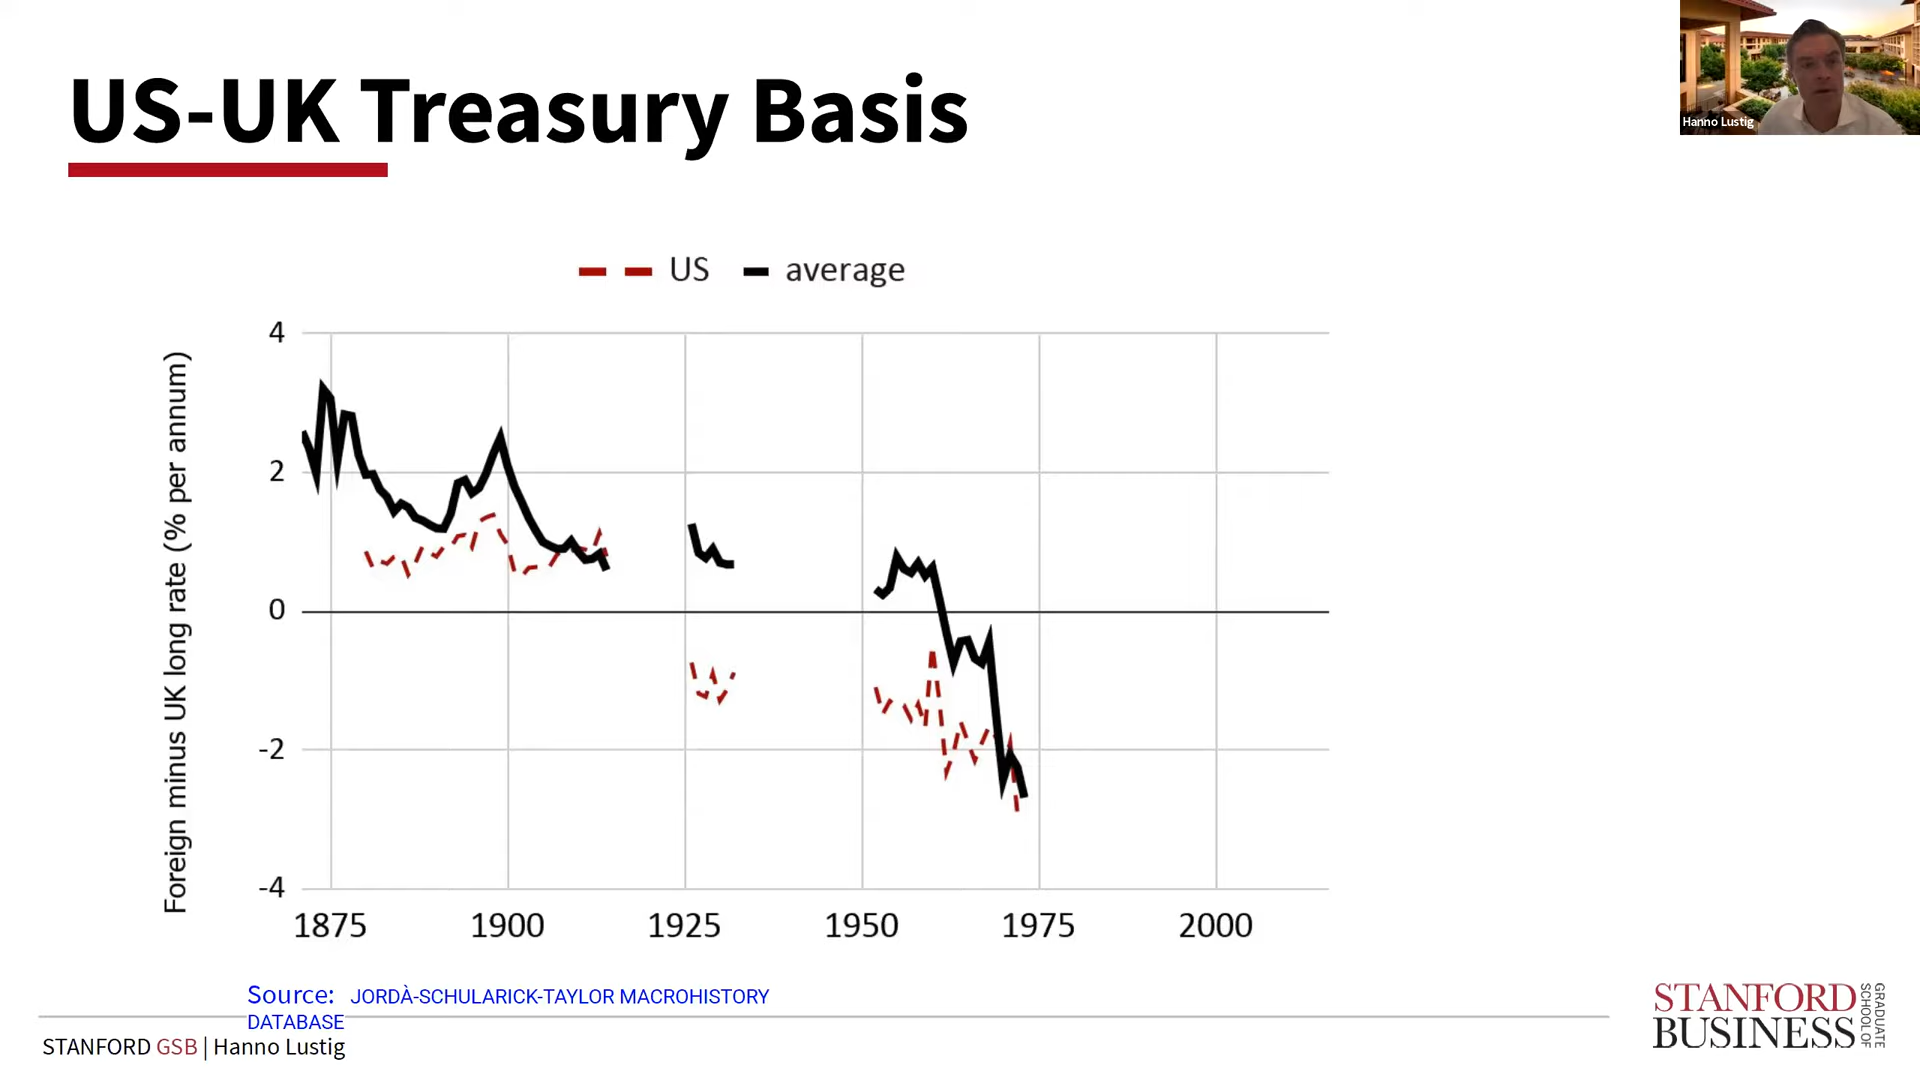 US-UK Treasury Basis
Hanno Lustig
US average
Foreign minus UK long rate (% per annum)
4
2
0
-2
-4
1875 1900 1925 1950 1975 2000
Source: JORDÀ-SCHULARICK-TAYLOR MACROHISTORY
DATABASE
STANFORD GSB | Hanno Lustig
STANFORD
BUSINESS
GRADUATE
SCHOOL OF